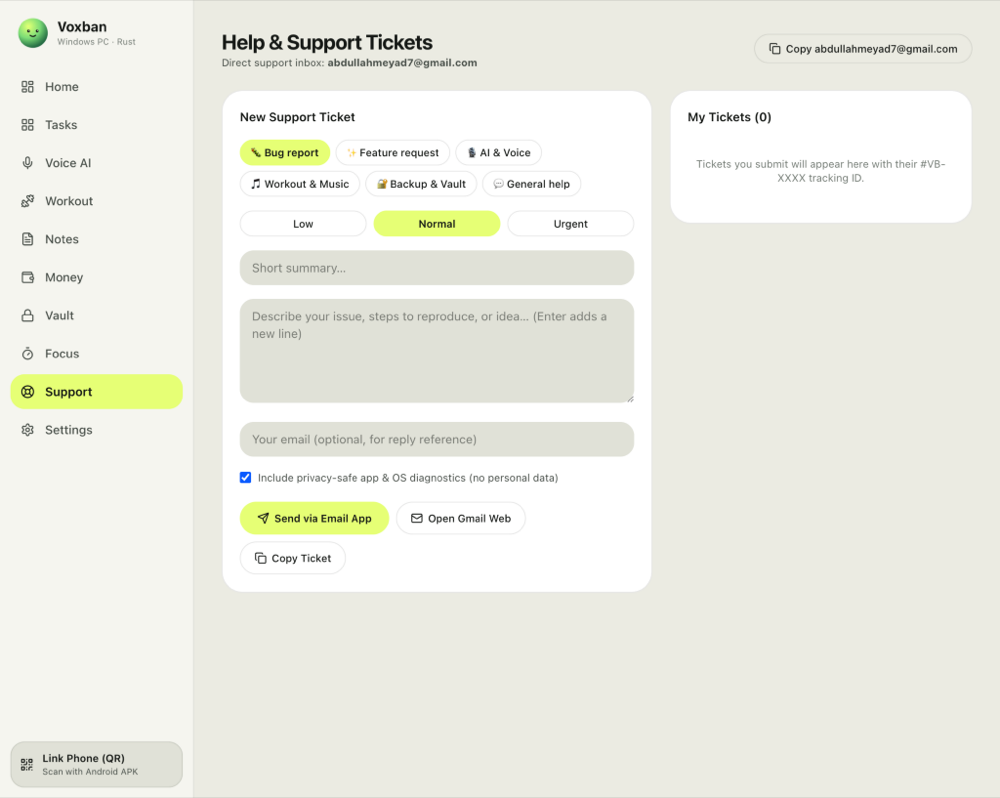 Voxban
Windows PC · Rust
Home
Tasks
Voice AI
Workout
Notes
Money
Vault
Focus
Support
Settings
Link Phone (QR)
Scan with Android APK
Help & Support Tickets
Direct support inbox: abdullahmeyad7@gmail.com
Copy abdullahmeyad7@gmail.com
New Support Ticket
Bug report
Feature request
AI & Voice
Workout & Music
Backup & Vault
General help
Low
Normal
Urgent
Short summary...
Describe your issue, steps to reproduce, or idea... (Enter adds a
new line)
Your email (optional, for reply reference)
Include privacy-safe app & OS diagnostics (no personal data)
Send via Email App
Open Gmail Web
Copy Ticket
My Tickets (0)
Tickets you submit will appear here with their #VB-
XXXX tracking ID.